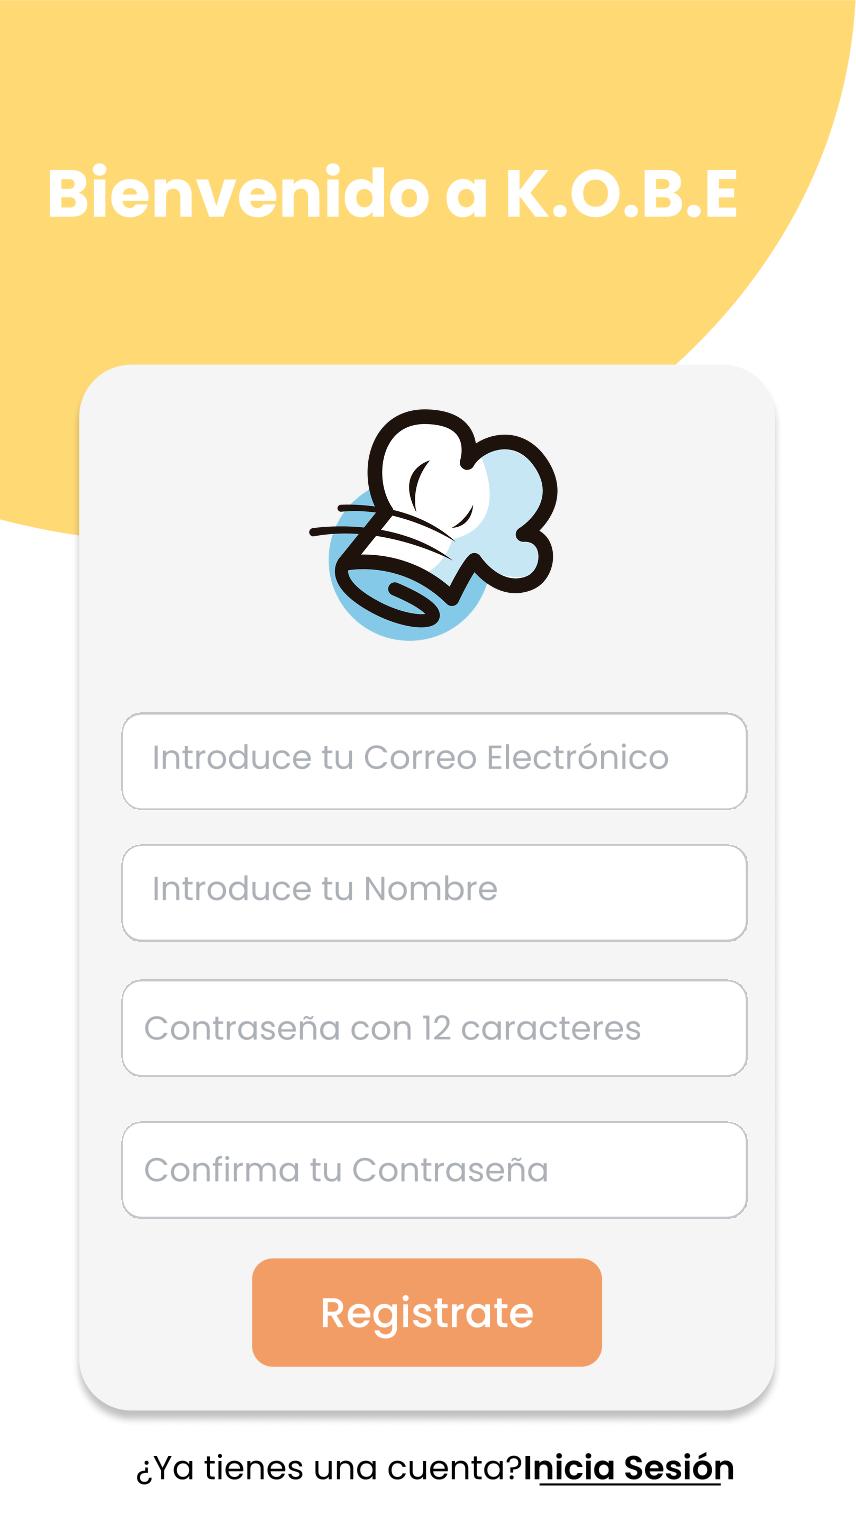 Bienvenido a K.O.B.E
Introduce tu Correo Electrónico
Introduce tu Nombre
Contraseña con 12 caracteres
Confirma tu Contraseña
Registrate
¿Ya tienes una cuenta?Inicia Sesión